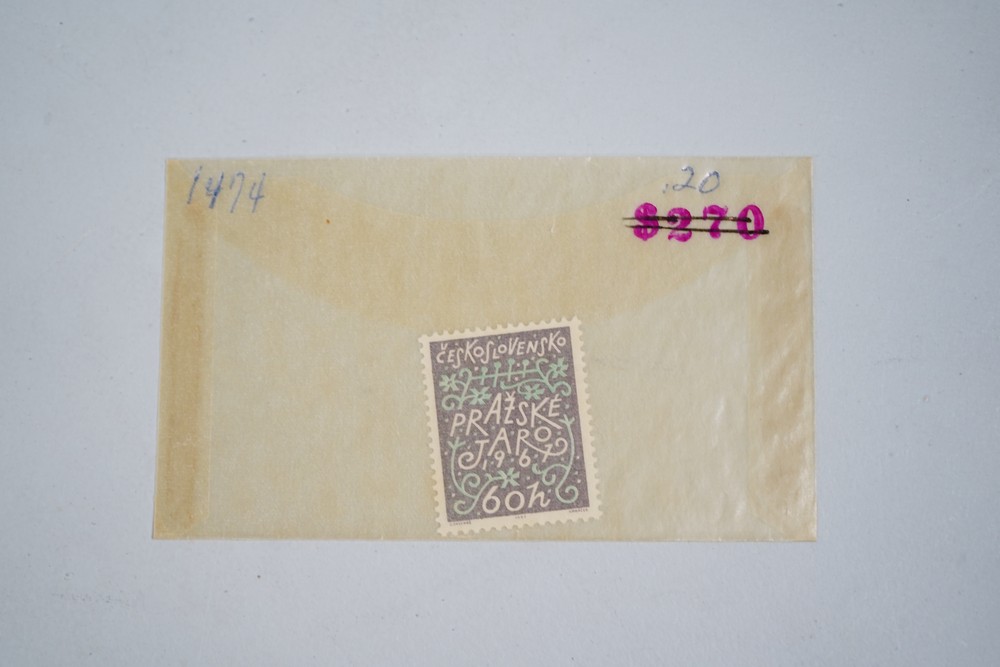 1474
.20
$270
ČESKOSLOVENSKO
PRAŽSKÉ
JARO
1967
60h